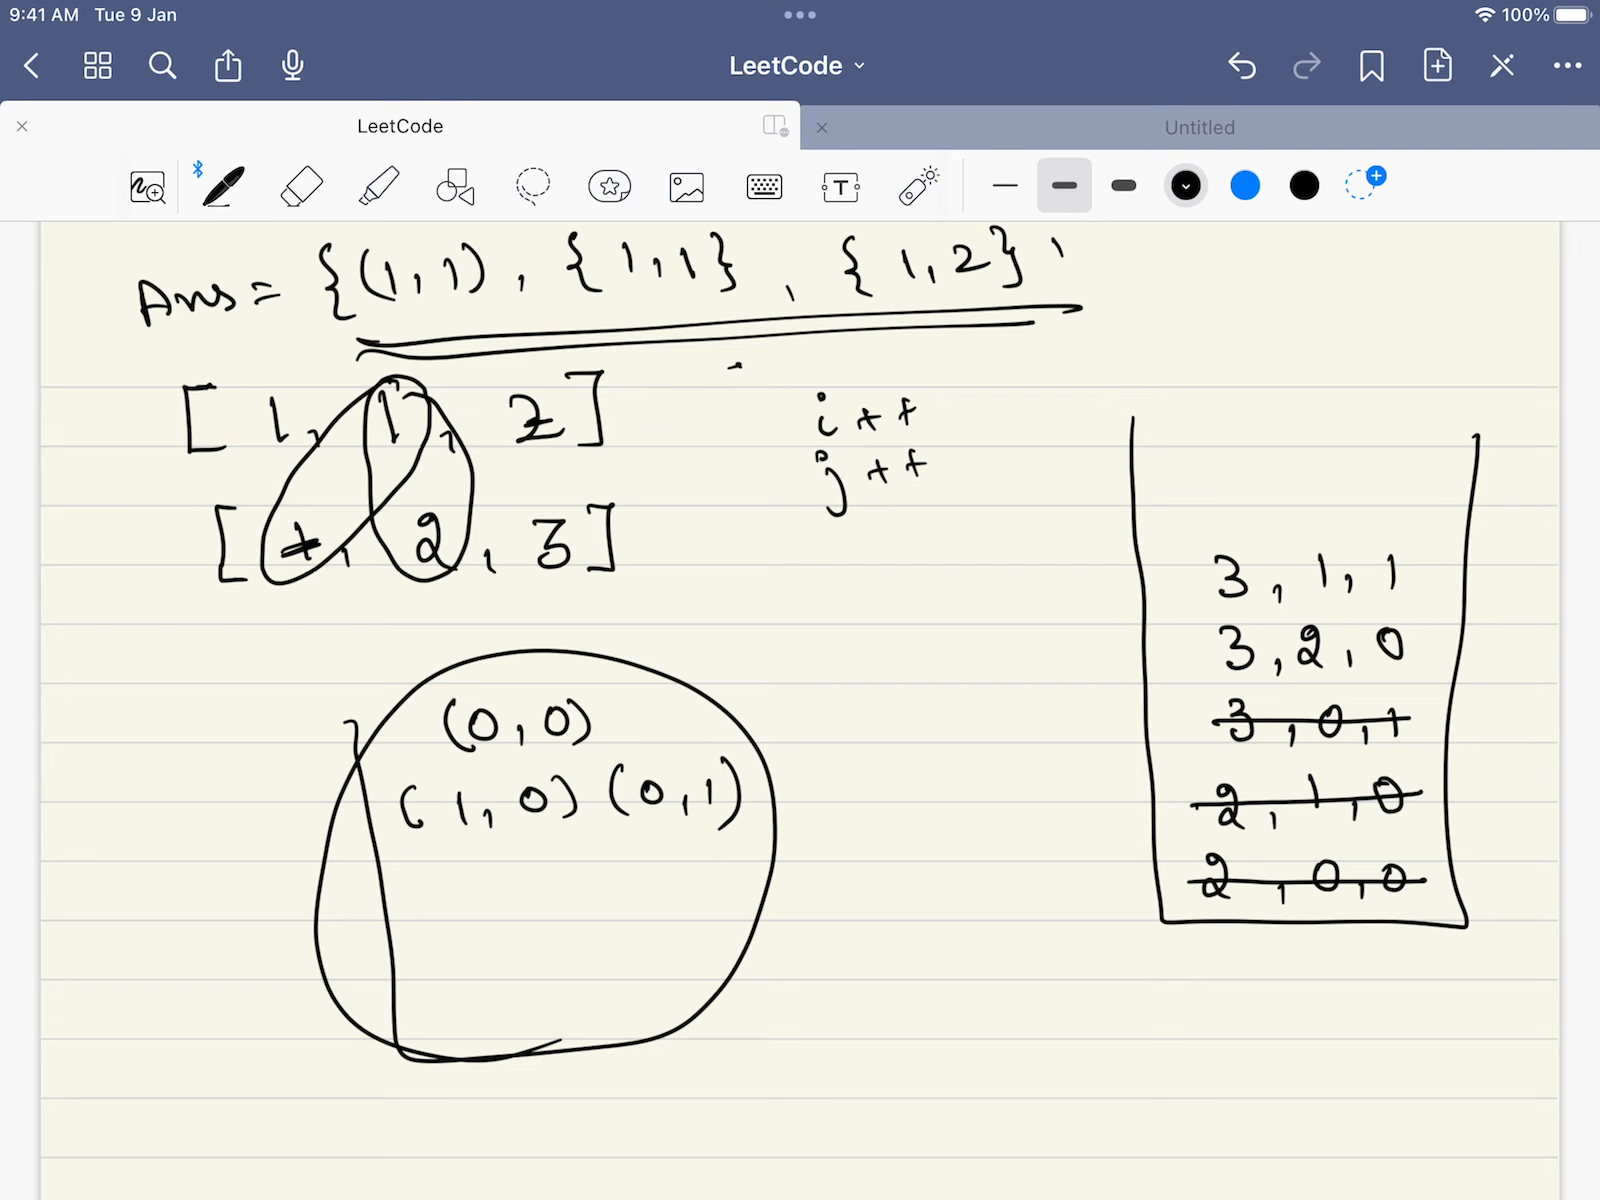 9:41 AM Tue 9 Jan
100%
LeetCode
LeetCode
Untitled
T
Ans = {(1,1), {1,1}, {1,2},
[1, 1, 2]
i++
j++
[1, 2, 3]
3, 1, 1
3, 2, 0
3, 0, 1
2, 1, 0
2, 0, 0
(0,0)
(1,0) (0,1)